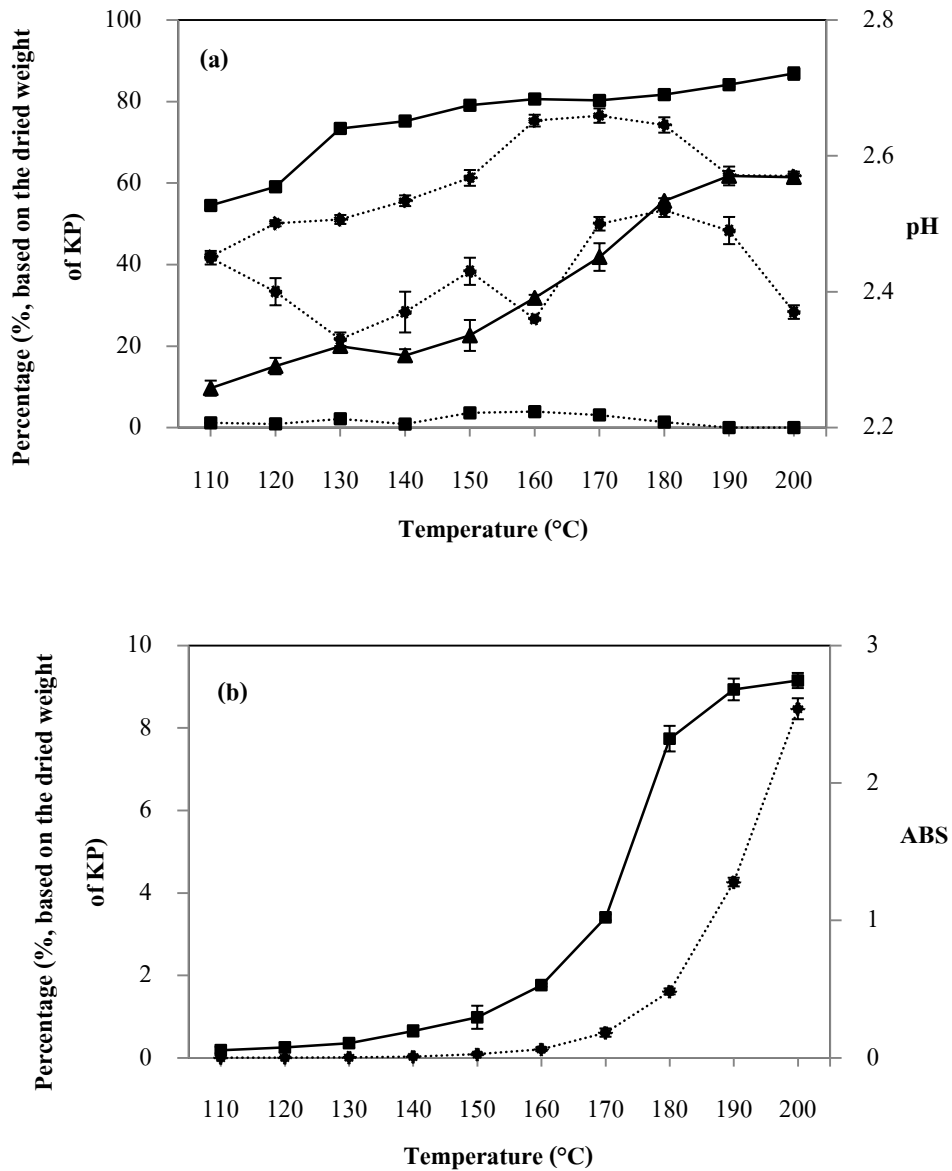 (a)
Percentage (%, based on the dried weight
of KP)
100
80
60
40
20
0
2.8
2.6
2.4
2.2
pH
110 120 130 140 150 160 170 180 190 200
Temperature (°C)
(b)
Percentage (%, based on the dried weight
of KP)
10
8
6
4
2
0
3
2
1
0
ABS
110 120 130 140 150 160 170 180 190 200
Temperature (°C)